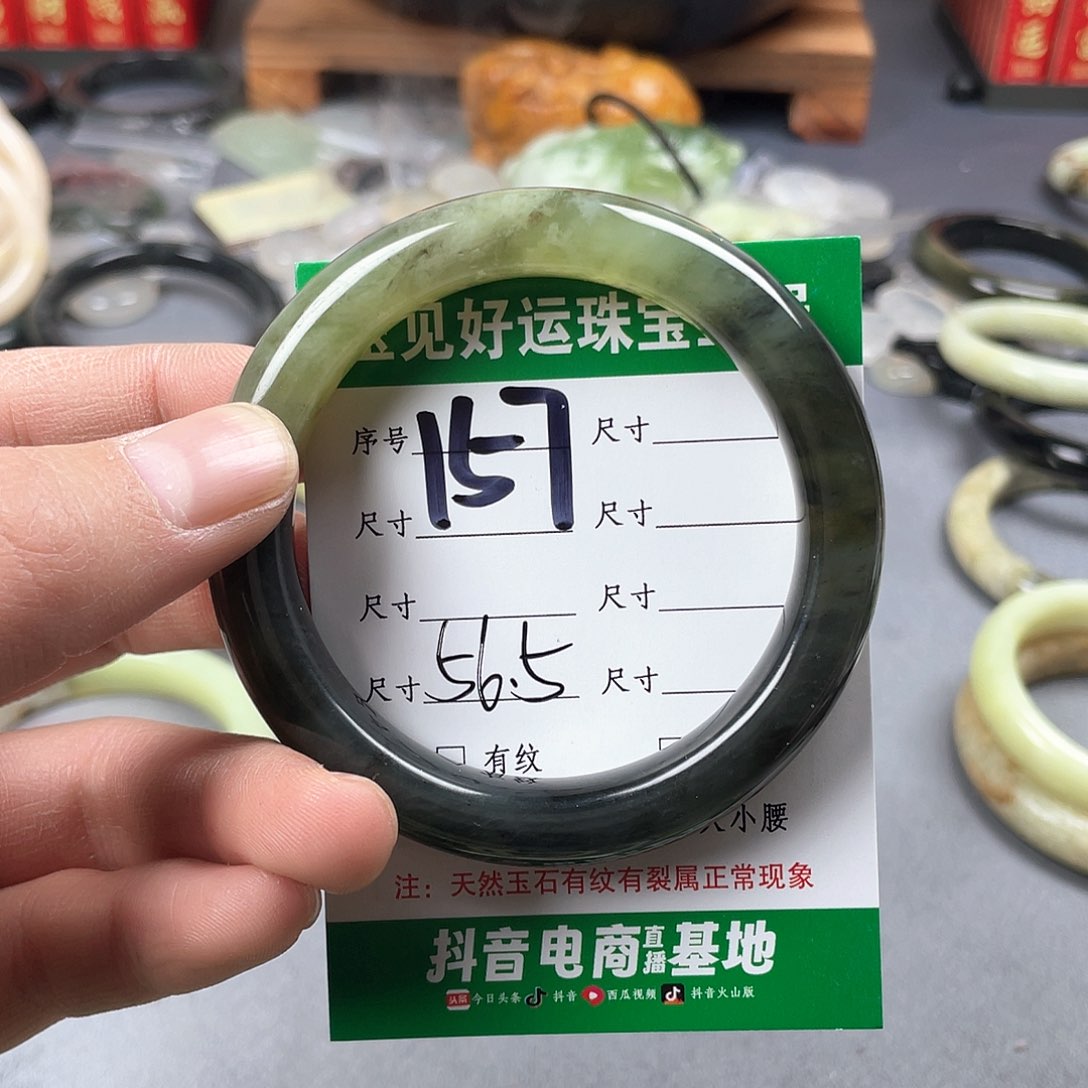 见好运珠宝
序号 157 尺寸
尺寸 尺寸
尺寸 尺寸
尺寸 56.5 尺寸
有纹
小腰
注：天然玉石有纹有裂属正常现象
抖音电商直播基地
头条 今日头条 抖音 西瓜视频 抖音火山版
运